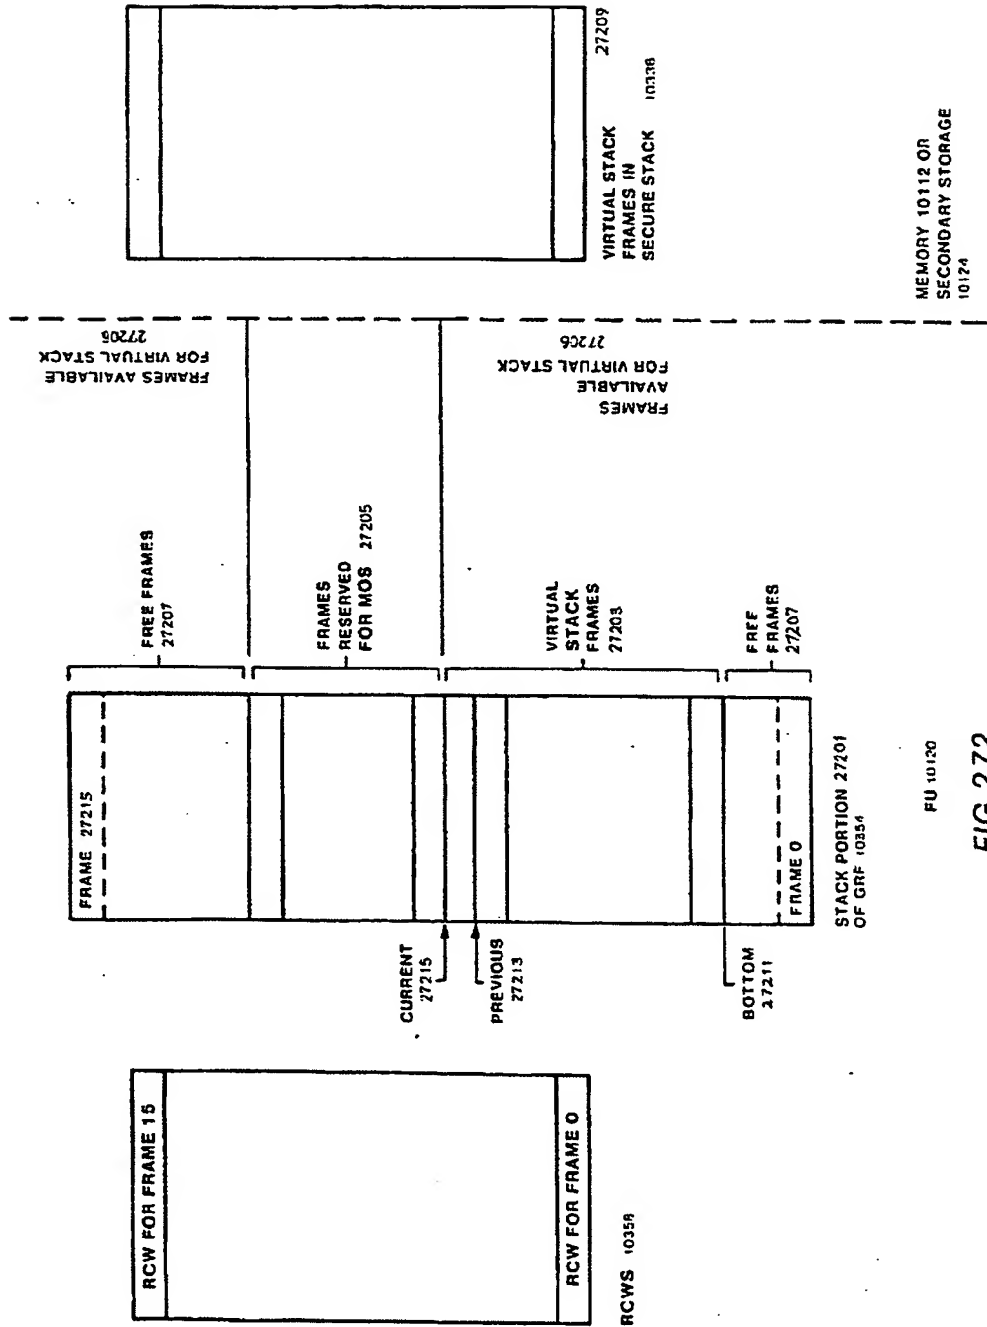 RCW FOR FRAME 15
RCW FOR FRAME 0
RCWS 10358
FRAME 27215
CURRENT
27215
PREVIOUS
27213
BOTTOM
27211
FRAME 0
STACK PORTION 27201
OF GRF 10354
FREE FRAMES
27207
FRAMES
RESERVED
FOR MOS 27205
VIRTUAL
STACK
FRAMES
27203
FREE
FRAMES
27207
FU 10120
FIG 272
FRAMES AVAILABLE
FOR VIRTUAL STACK
27206
FRAMES
AVAILABLE
FOR VIRTUAL STACK
27206
VIRTUAL STACK
FRAMES IN
SECURE STACK 10336
27209
MEMORY 10112 OR
SECONDARY STORAGE
10124